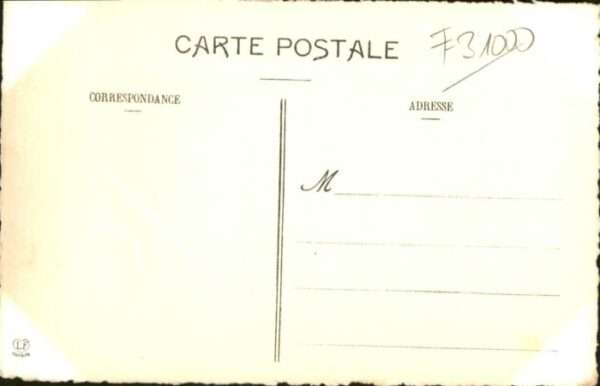 CARTE POSTALE
F31000
CORRESPONDANCE
ADRESSE
M